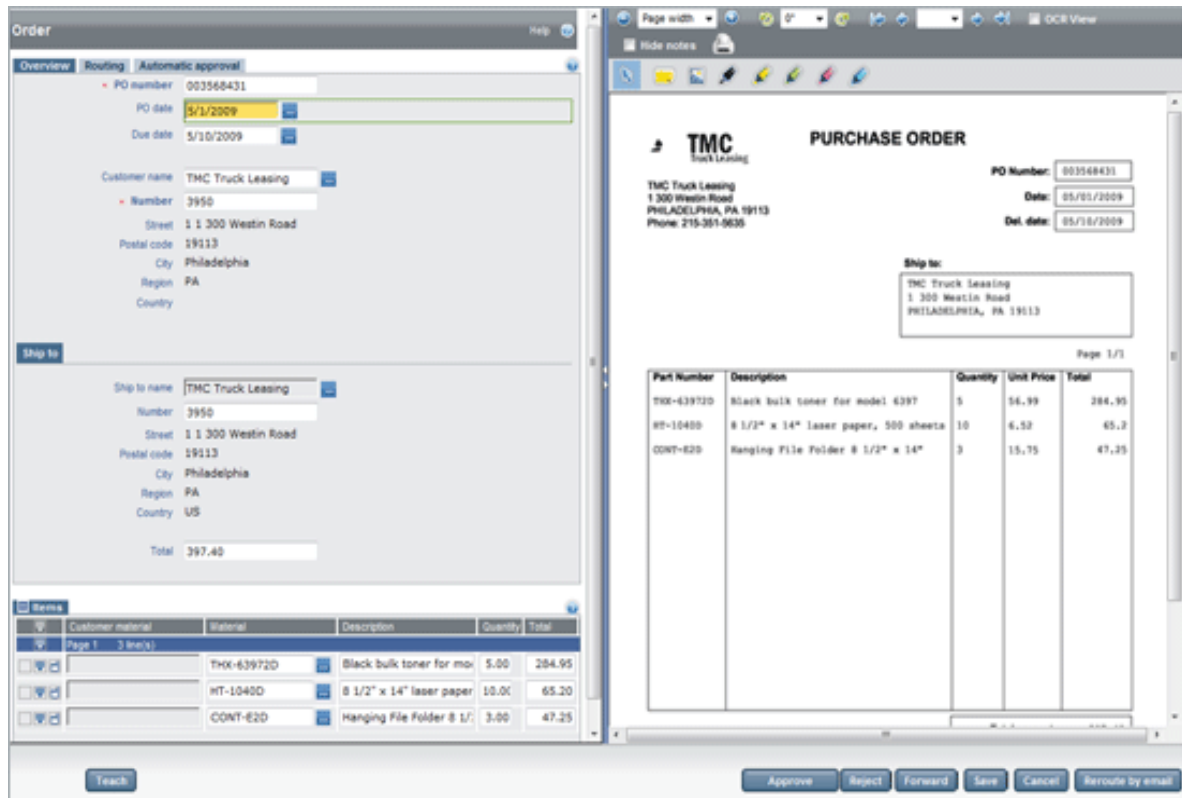 Order Help
Overview Routing Automatic approval
PO number 003568431
PO date 5/1/2009
Due date 5/10/2009
Customer name TMC Truck Leasing
Number 3950
Street 1 1 300 Westin Road
Postal code 19113
City Philadelphia
Region PA
Country
Ship to
Ship to name TMC Truck Leasing
Number 3950
Street 1 1 300 Westin Road
Postal code 19113
City Philadelphia
Region PA
Country US
Total 397.40
Items
Customer material Material Description Quantity Total
Page 1 3 line(s)
THX-63972D Black bulk toner for mo 5.00 284.95
HT-1040D 8 1/2" x 14" laser paper 10.0 65.20
CONT-E2D Hanging File Folder 8 1/ 3.00 47.25
Teach
Page width 0° OCR View
Hide notes
TMC
Truck Leasing
PURCHASE ORDER
TMC Truck Leasing
1 300 Westin Road
PHILADELPHIA, PA 19113
Phone: 215-351-5635
PO Number: 003568431
Date: 05/01/2009
Del. date: 05/10/2009
Ship to:
TMC Truck Leasing
1 300 Westin Road
PHILADELPHIA, PA 19113
Page 1/1
Part Number Description Quantity Unit Price Total
THX-63972D Black bulk toner for model 6397 5 56.99 284.95
HT-1040D 8 1/2" x 14" laser paper, 500 sheets 10 6.52 65.2
CONT-E2D Hanging File Folder 8 1/2" x 14" 3 15.75 47.25
Approve Reject Forward Save Cancel Reroute by email